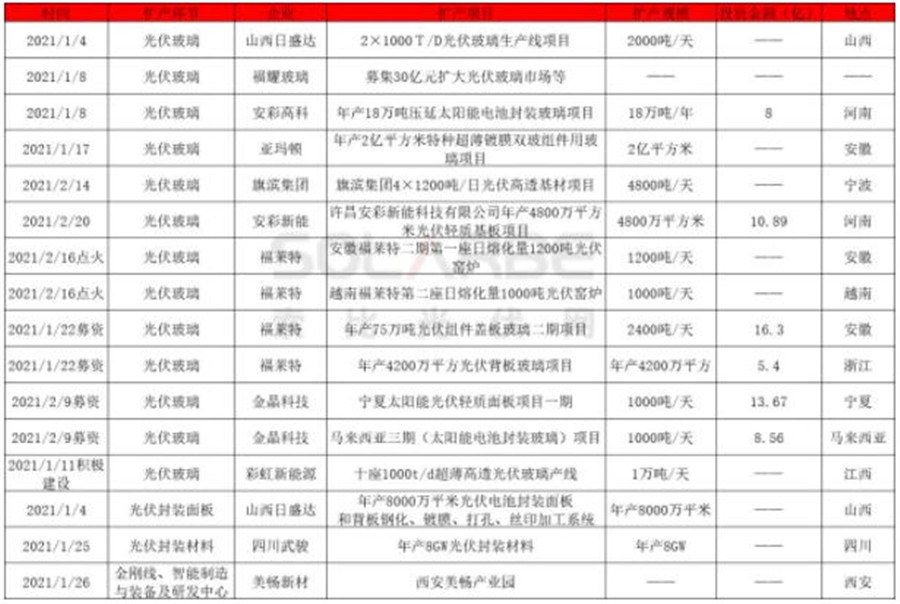 时间 扩产环节 企业 扩产项目 扩产规模 投资金额(亿) 地点
2021/1/4 光伏玻璃 山西日盛达 2×1000T/D光伏玻璃生产线项目 2000吨/天 —— 山西
2021/1/8 光伏玻璃 福耀玻璃 募集30亿元扩大光伏玻璃市场等 —— —— ——
2021/1/8 光伏玻璃 安彩高科 年产18万吨压延太阳能电池封装玻璃项目 18万吨/年 8 河南
2021/1/17 光伏玻璃 亚玛顿 年产2亿平方米特种超薄镀膜双玻组件用玻
璃项目 2亿平方米 —— 安徽
2021/2/14 光伏玻璃 旗滨集团 旗滨集团4×1200吨/日光伏高透基材项目 4800吨/天 —— 宁波
2021/2/20 光伏玻璃 安彩新能 许昌安彩新能科技有限公司年产4800万平方
米光伏轻质基板项目 4800万平方米 10.89 河南
2021/2/16点火 光伏玻璃 福莱特 安徽福莱特二期第一座日熔化量1200吨光伏
窑炉 1200吨/天 —— 安徽
2021/2/16点火 光伏玻璃 福莱特 越南福莱特第二座日熔化量1000吨光伏窑炉 1000吨/天 —— 越南
2021/1/22募资 光伏玻璃 福莱特 年产75万吨光伏组件盖板玻璃二期项目 2400吨/天 16.3 安徽
2021/1/22募资 光伏玻璃 福莱特 年产4200万平方光伏背板玻璃项目 年产4200万平方 5.4 浙江
2021/2/9募资 光伏玻璃 金晶科技 宁夏太阳能光伏轻质面板项目一期 1000吨/天 13.67 宁夏
2021/2/9募资 光伏玻璃 金晶科技 马来西亚三期(太阳能电池封装玻璃)项目 1000吨/天 8.56 马来西亚
2021/1/11积极
建设 光伏玻璃 彩虹新能源 十座1000t/d超薄高透光伏玻璃产线 1万吨/天 —— 江西
2021/1/4 光伏封装面板 山西日盛达 年产8000万平米光伏电池封装面板
和背板钢化、镀膜、打孔、丝印加工系统 年产8000万平米 —— 山西
2021/1/25 光伏封装材料 四川武骏 年产8GW光伏封装材料 年产8GW —— 四川
2021/1/26 金刚线、智能制造
与装备及研发中心 美畅新材 西安美畅产业园 —— —— 西安
SOLARBE
索比光伏网